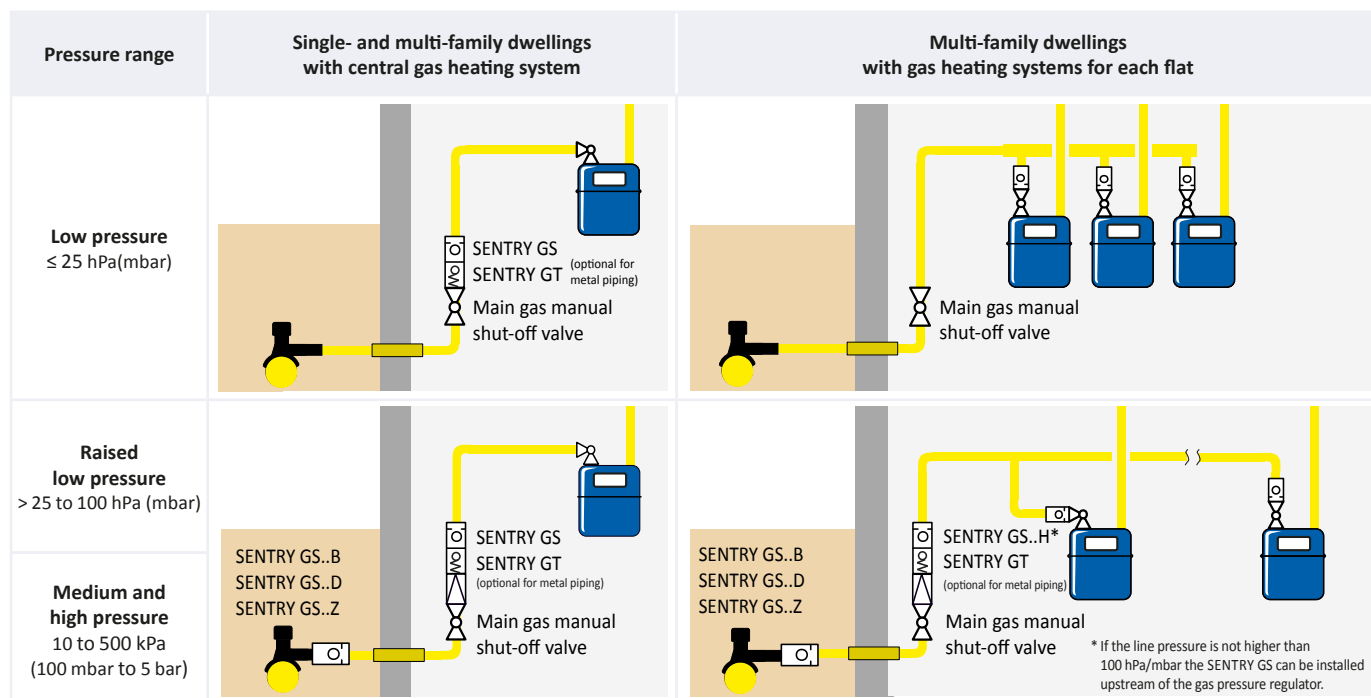 Pressure range
Single- and multi-family dwellings
with central gas heating system
Multi-family dwellings
with gas heating systems for each flat
Low pressure
≤ 25 hPa(mbar)
SENTRY GS
SENTRY GT (optional for
metal piping)
Main gas manual
shut-off valve
Main gas manual
shut-off valve
Raised
low pressure
> 25 to 100 hPa (mbar)
Medium and
high pressure
10 to 500 kPa
(100 mbar to 5 bar)
SENTRY GS..B
SENTRY GS..D
SENTRY GS..Z
SENTRY GS
SENTRY GT
(optional for metal piping)
Main gas manual
shut-off valve
SENTRY GS..B
SENTRY GS..D
SENTRY GS..Z
SENTRY GS..H*
SENTRY GT
(optional for metal piping)
Main gas manual
shut-off valve
* If the line pressure is not higher than
100 hPa/mbar the SENTRY GS can be installed
upstream of the gas pressure regulator.